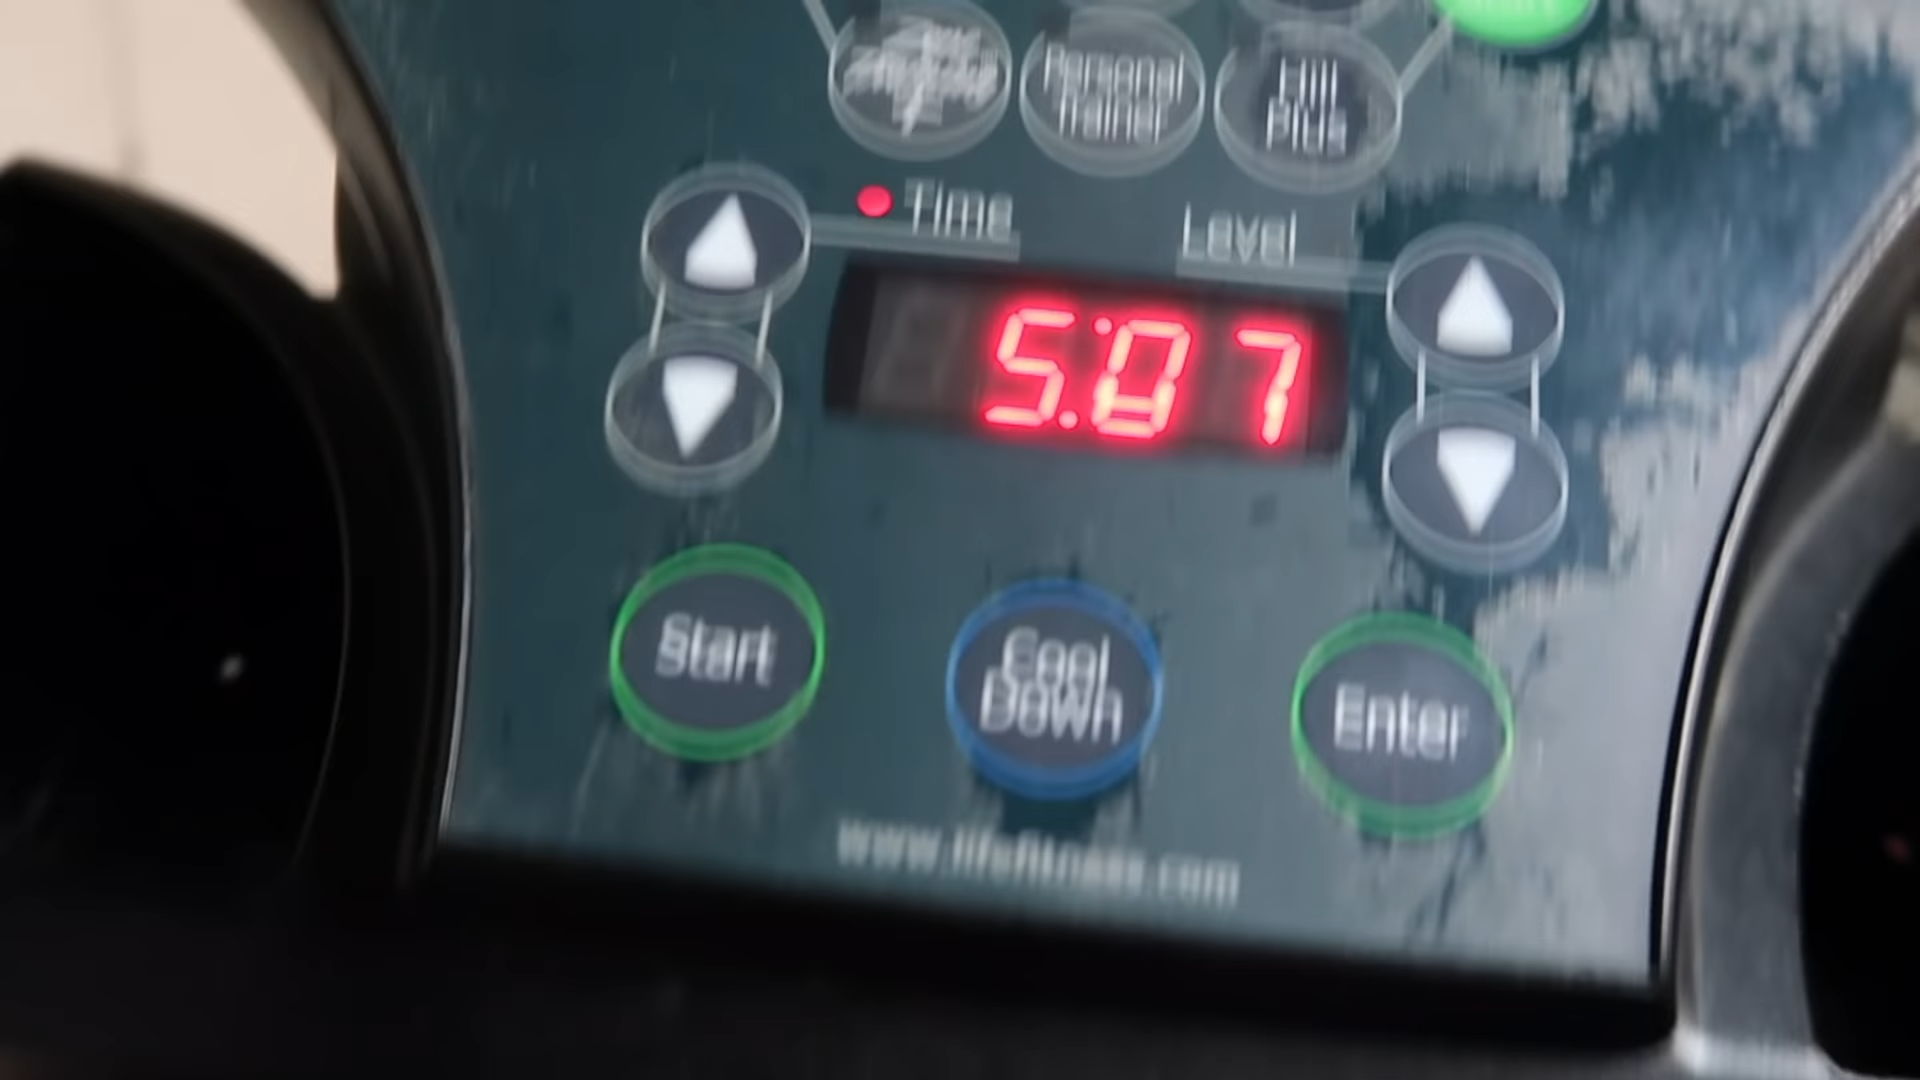 Personal
Trainer
Hill
Plus
Time
Level
5:07
Start
Cool
Down
Enter
www.lifefitness.com